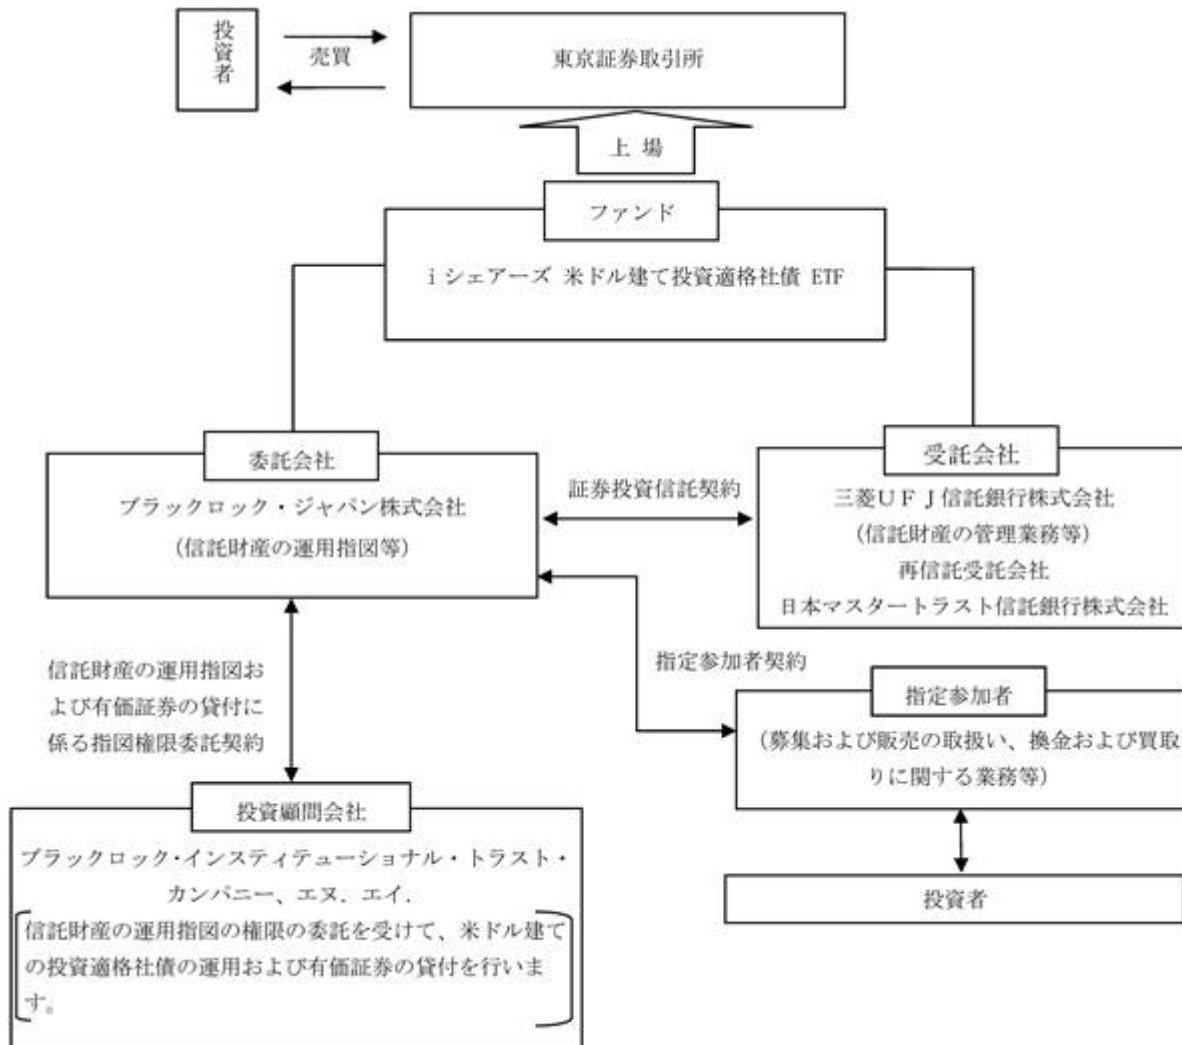 投資者
売買
東京証券取引所
上 場
ファンド
i シェアーズ 米ドル建て投資適格社債 ETF
委託会社
ブラックロック・ジャパン株式会社
（信託財産の運用指図等）
証券投資信託契約
受託会社
三菱ＵＦＪ信託銀行株式会社
（信託財産の管理業務等）
再信託受託会社
日本マスタートラスト信託銀行株式会社
信託財産の運用指図お
よび有価証券の貸付に
係る指図権限委託契約
指定参加者契約
指定参加者
（募集および販売の取扱い、換金および買取
りに関する業務等）
投資者
投資顧問会社
ブラックロック・インスティテューショナル・トラスト・
カンパニー、エヌ．エイ．
信託財産の運用指図の権限の委託を受けて、米ドル建て
の投資適格社債の運用および有価証券の貸付を行いま
す。